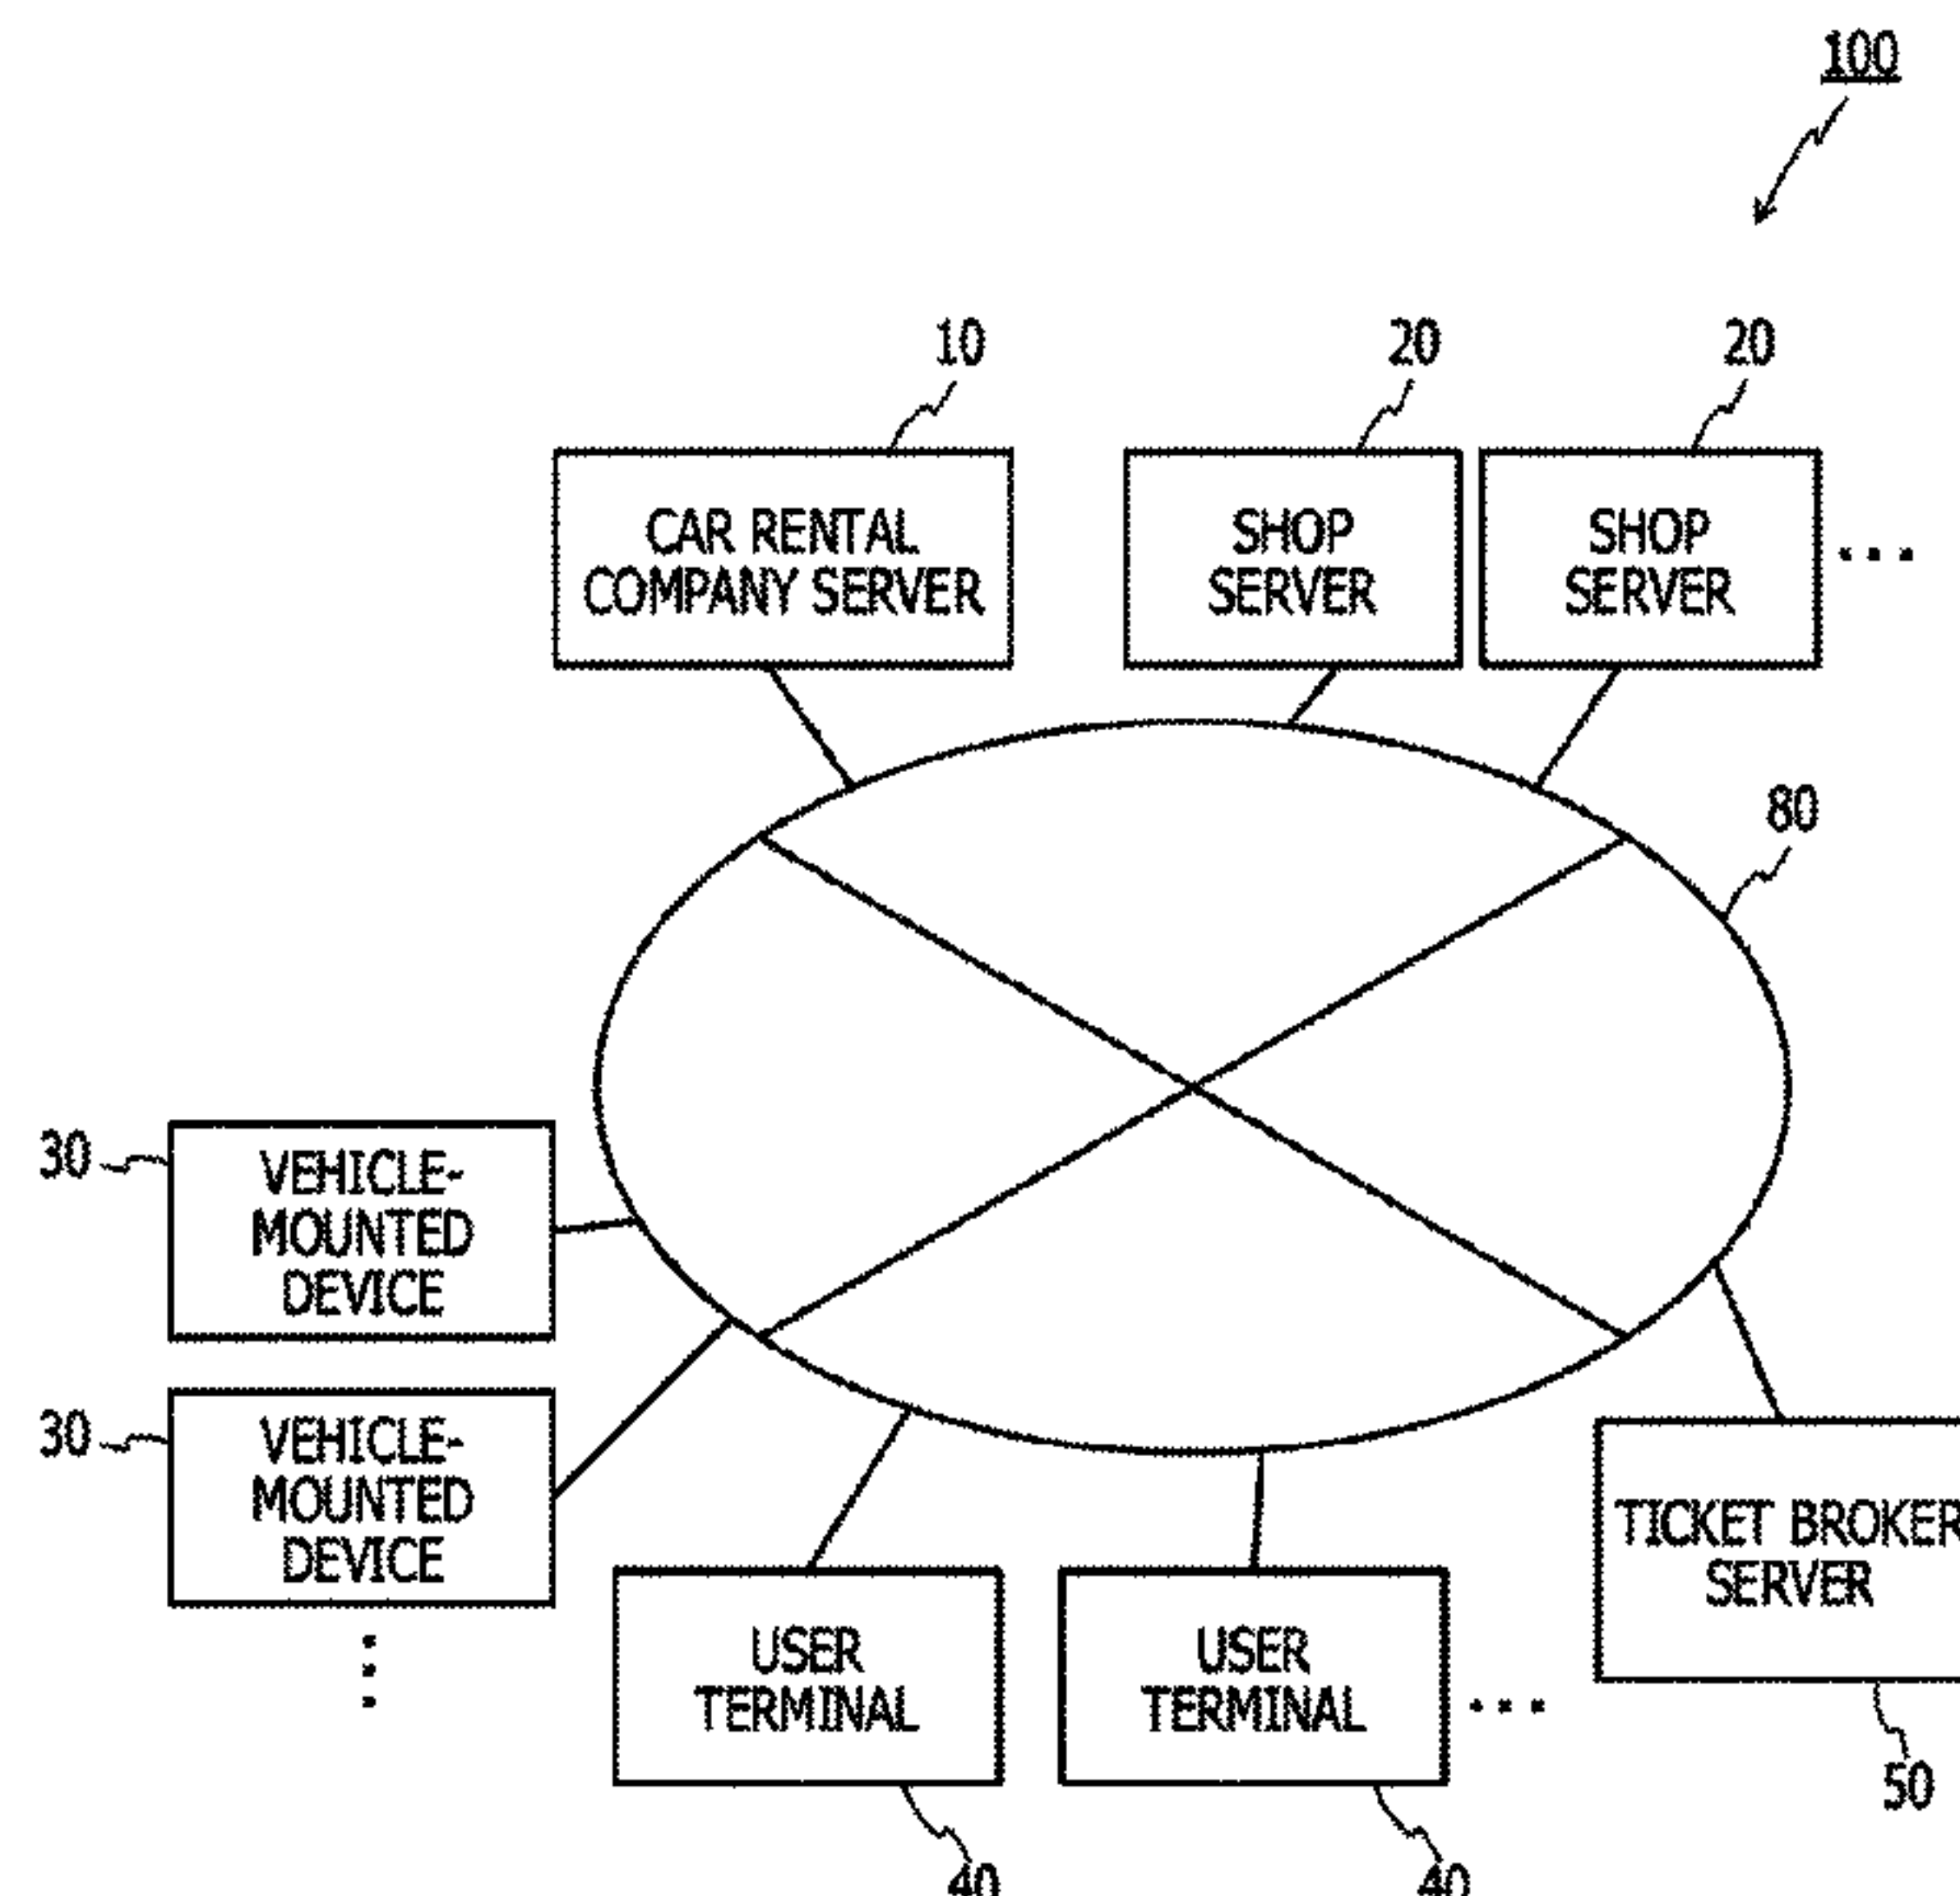 100
10
20
20
CAR RENTAL
COMPANY SERVER
SHOP
SERVER
SHOP
SERVER
80
30
VEHICLE-
MOUNTED
DEVICE
30
VEHICLE-
MOUNTED
DEVICE
TICKET BROKER
SERVER
USER
TERMINAL
USER
TERMINAL
50
40
40